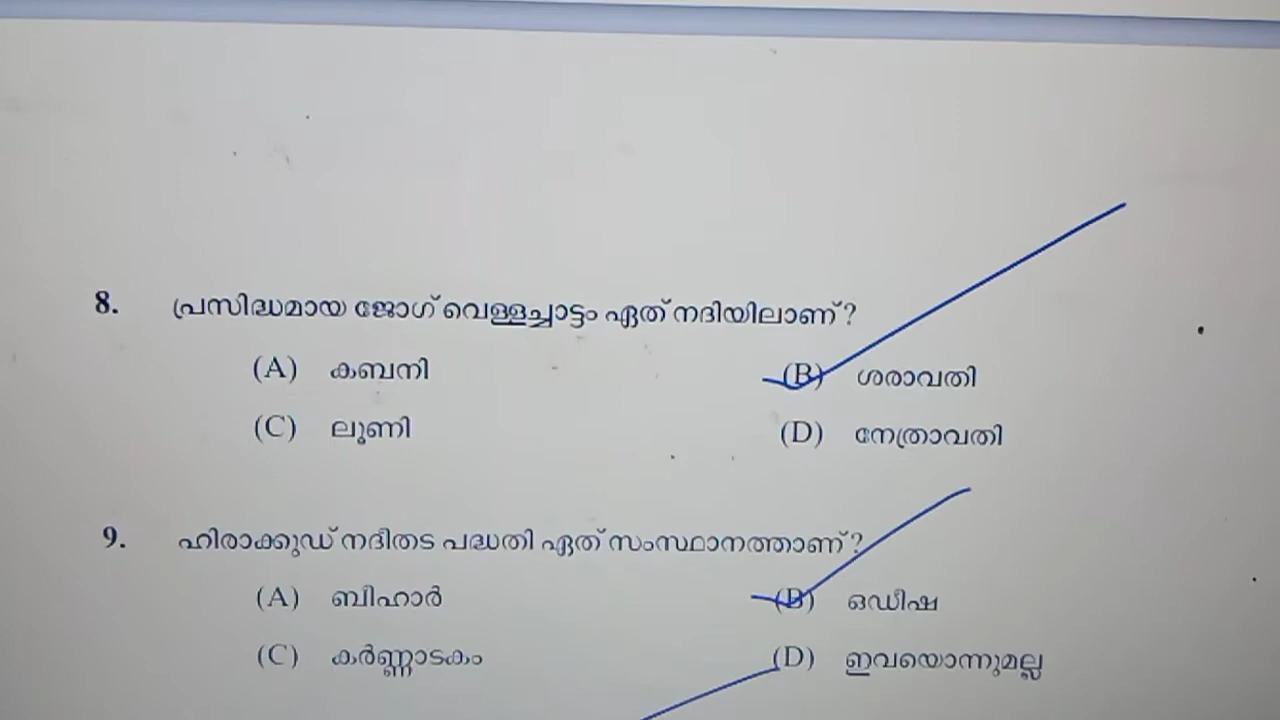 8. പ്രസിദ്ധമായ ജോഗ് വെള്ളച്ചാട്ടം ഏത് നദിയിലാണ് ?
(A) കബനി (B) ശരാവതി
(C) ലൂണി (D) നേത്രാവതി
9. ഹിരാക്കുഡ് നദീതട പദ്ധതി ഏത് സംസ്ഥാനത്താണ് ?
(A) ബീഹാർ (B) ഒഡീഷ
(C) കർണ്ണാടകം (D) ഇവയൊന്നുമല്ല